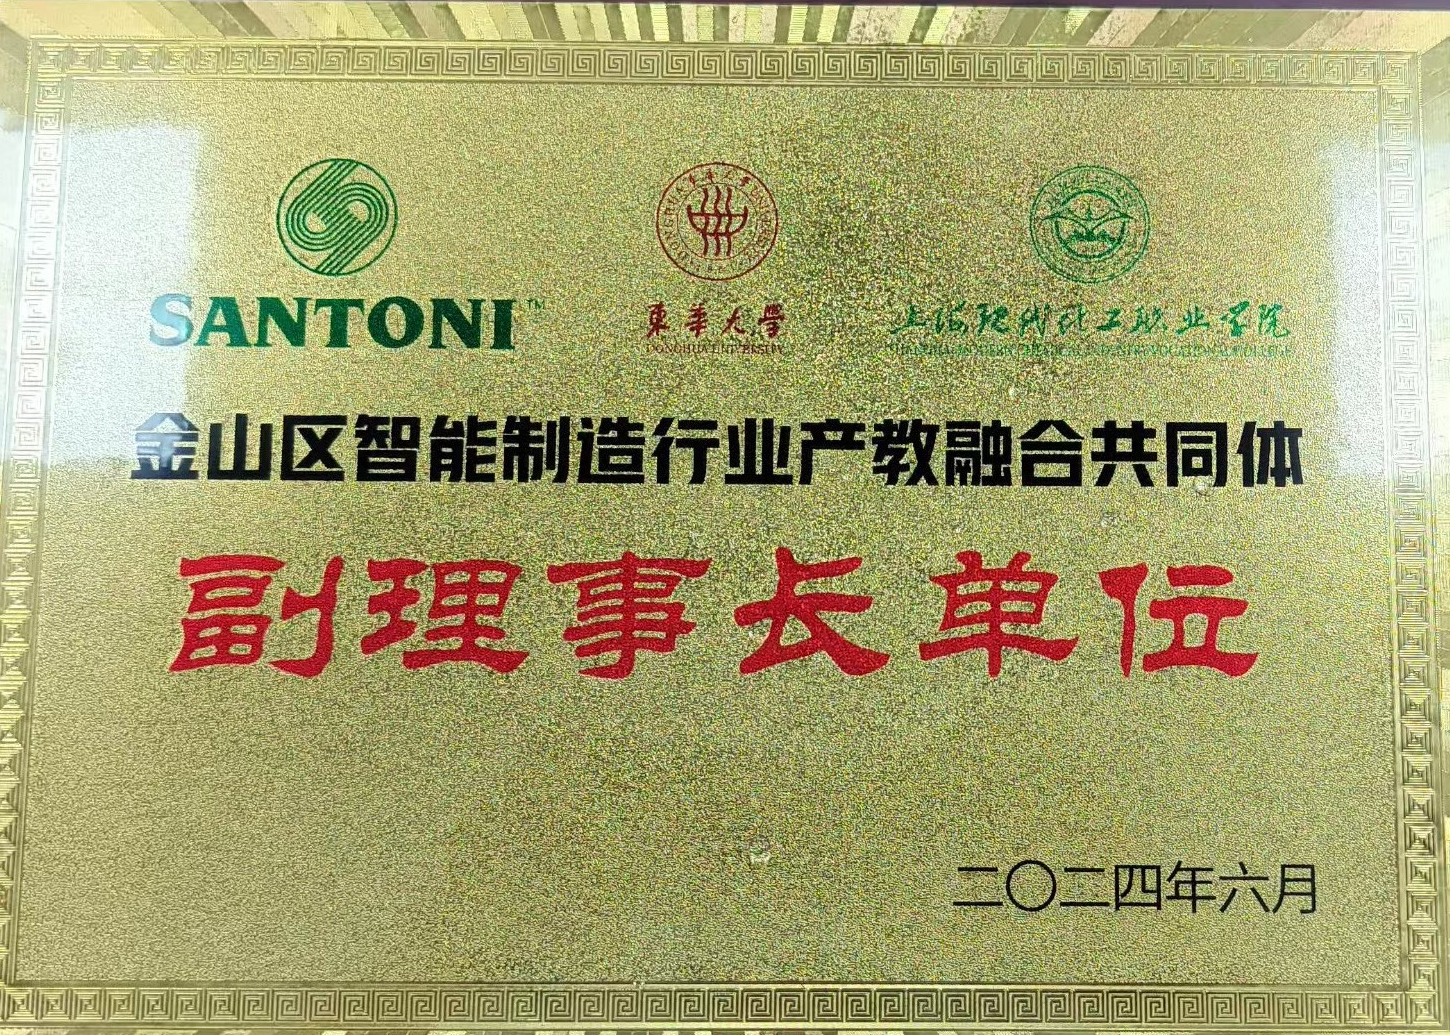 SANTONI™
東華大學
DONGHUA UNIVERSITY
上海现代化工职业学院
金山区智能制造行业产教融合共同体
副理事长单位
二〇二四年六月